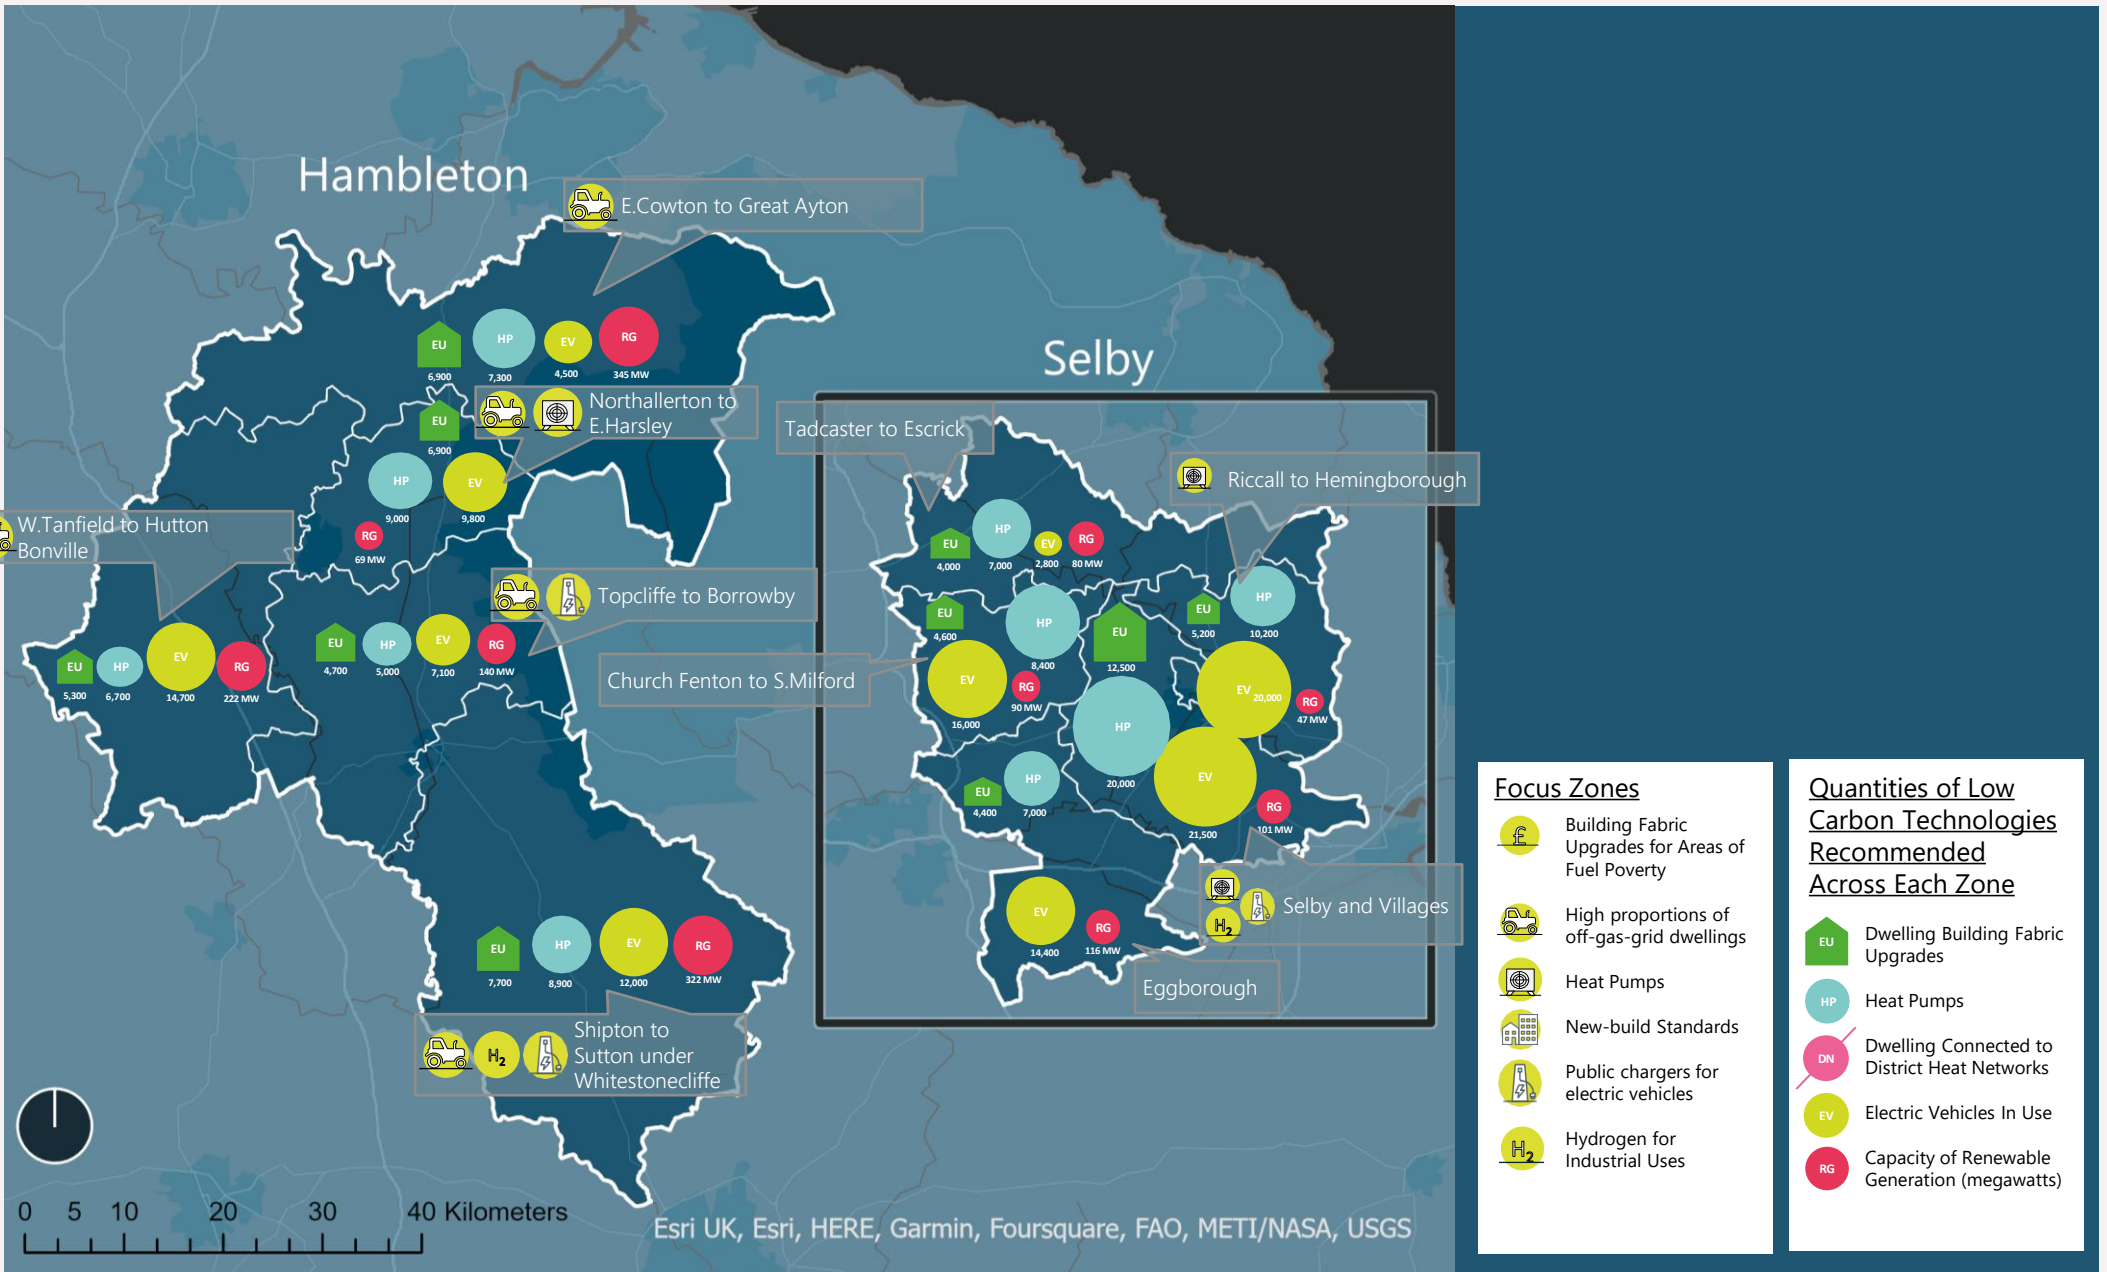 Hambleton
E.Cowton to Great Ayton
EU
HP
EV
RG
6,900
7,300
4,500
345 MW
Northallerton to
E.Harsley
EU
6,900
HP
EV
9,000
9,800
RG
69 MW
W.Tanfield to Hutton
Bonville
EU
HP
EV
RG
5,300
6,700
14,700
222 MW
Topcliffe to Borrowby
EU
HP
EV
RG
4,700
5,000
7,100
140 MW
EU
HP
EV
RG
7,700
8,900
12,000
322 MW
H2
Shipton to
Sutton under
Whitestonecliffe
Selby
Tadcaster to Escrick
EU
HP
EV
RG
4,000
7,000
2,800
80 MW
Riccall to Hemingborough
EU
HP
5,200
10,200
EV 20,000
RG
47 MW
Church Fenton to S.Milford
EU
4,600
HP
8,400
EV
16,000
RG
90 MW
EU
12,500
HP
20,000
EV
21,500
RG
101 MW
EU
HP
4,400
7,000
H2
Selby and Villages
EV
RG
14,400
116 MW
Eggborough
0 5 10 20 30 40 Kilometers
Esri UK, Esri, HERE, Garmin, Foursquare, FAO, METI/NASA, USGS
Focus Zones
£
Building Fabric
Upgrades for Areas of
Fuel Poverty
High proportions of
off-gas-grid dwellings
Heat Pumps
New-build Standards
Public chargers for
electric vehicles
H2
Hydrogen for
Industrial Uses
Quantities of Low
Carbon Technologies
Recommended
Across Each Zone
EU
Dwelling Building Fabric
Upgrades
HP
Heat Pumps
DN
Dwelling Connected to
District Heat Networks
EV
Electric Vehicles In Use
RG
Capacity of Renewable
Generation (megawatts)